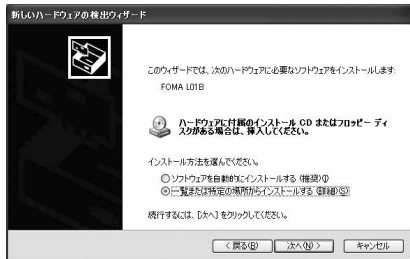 新しいハードウェアの検出ウィザード
このウィザードでは、次のハードウェアに必要なソフトウェアをインストールします:
FOMA L01B
ハードウェアに付属のインストール CD またはフロッピー ディ
スクがある場合は、挿入してください。
インストール方法を選んでください。
ソフトウェアを自動的にインストールする (推奨)(I)
一覧または特定の場所からインストールする (詳細)(S)
続行するには、[次へ] をクリックしてください。
< 戻る(B) 次へ(N) > キャンセル